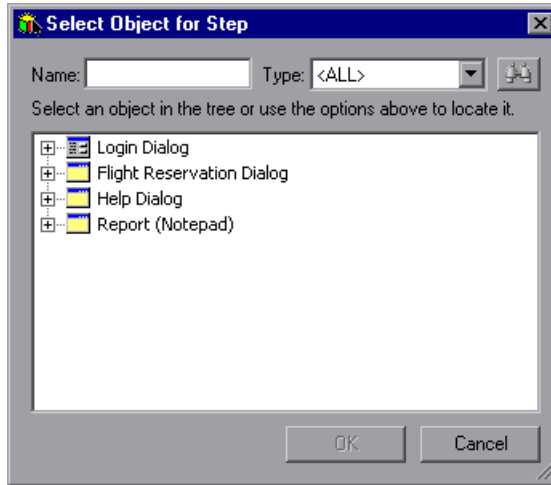 Select Object for Step
Name: Type: <ALL>
Select an object in the tree or use the options above to locate it.
Login Dialog
Flight Reservation Dialog
Help Dialog
Report (Notepad)
OK Cancel